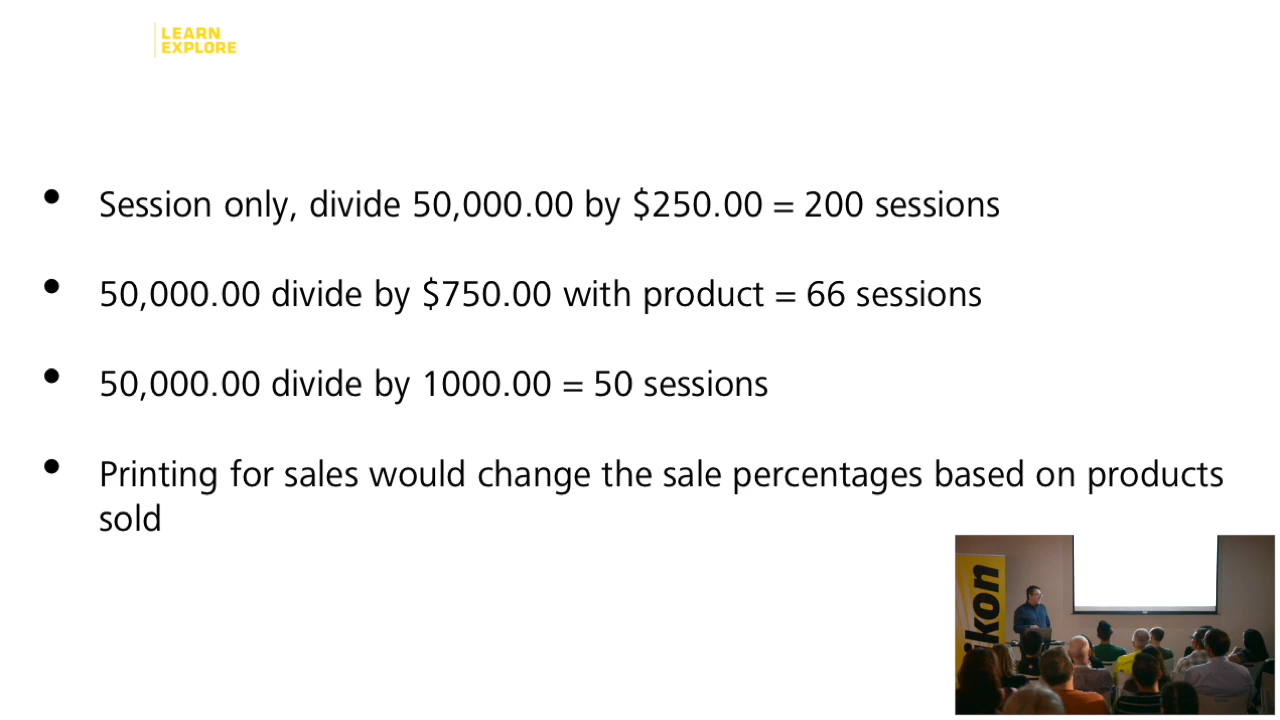 LEARN
EXPLORE
• Session only, divide 50,000.00 by $250.00 = 200 sessions
• 50,000.00 divide by $750.00 with product = 66 sessions
• 50,000.00 divide by 1000.00 = 50 sessions
• Printing for sales would change the sale percentages based on products
sold
ikon